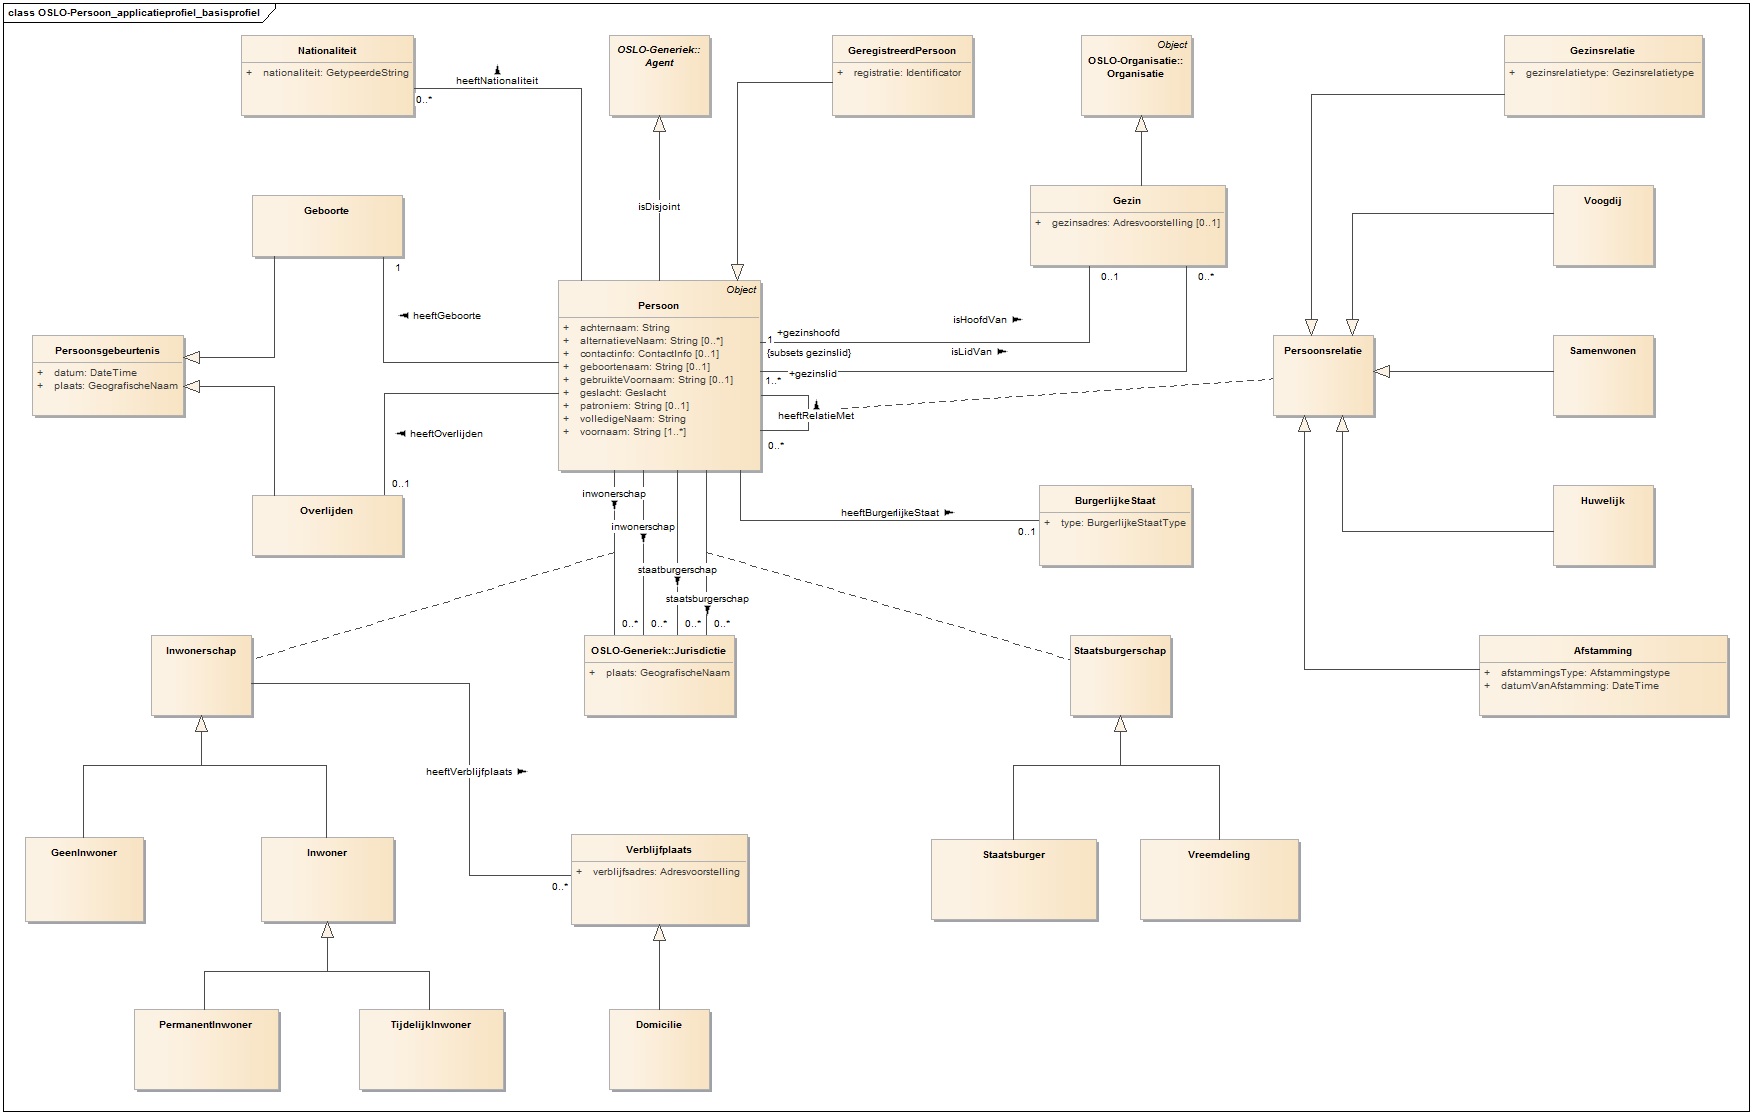 class OSLO-Persoon_applicatieprofiel_basisprofiel
Nationaliteit
+ nationaliteit: GetypeerdeString
heeftNationaliteit
0..*
OSLO-Generiek::
Agent
GeregistreerdPersoon
+ registratie: Identificator
Object
OSLO-Organisatie::
Organisatie
Gezinsrelatie
+ gezinsrelatietype: Gezinsrelatietype
Geboorte
1
heeftGeboorte
isDisjoint
Gezin
+ gezinsadres: Adresvoorstelling [0..1]
0..1
0..*
Voogdij
Persoonsgebeurtenis
+ datum: DateTime
+ plaats: GeografischeNaam
Object
Persoon
+ achternaam: String
+ alternatieveNaam: String [0..*]
+ contactinfo: ContactInfo [0..1]
+ geboortenaam: String [0..1]
+ gebruikteVoornaam: String [0..1]
+ geslacht: Geslacht
+ patroniem: String [0..1]
+ volledigeNaam: String
+ voornaam: String [1..*]
isHoofdVan
+gezinshoofd
1
{subsets gezinslid}
isLidVan
+gezinslid
1..*
heeftRelatieMet
0..*
Persoonsrelatie
Samenwonen
heeftOverlijden
0..1
Overlijden
inwonerschap
inwonerschap
staatburgerschap
staatsburgerschap
0..*
0..*
0..*
0..*
heeftBurgerlijkeStaat
0..1
BurgerlijkeStaat
+ type: BurgerlijkeStaatType
Huwelijk
Inwonerschap
OSLO-Generiek::Jurisdictie
+ plaats: GeografischeNaam
Staatsburgerschap
Afstamming
+ afstammingsType: Afstammingstype
+ datumVanAfstamming: DateTime
heeftVerblijfplaats
0..*
GeenInwoner
Inwoner
Verblijfplaats
+ verblijfsadres: Adresvoorstelling
Staatsburger
Vreemdeling
PermanentInwoner
TijdelijkInwoner
Domicilie